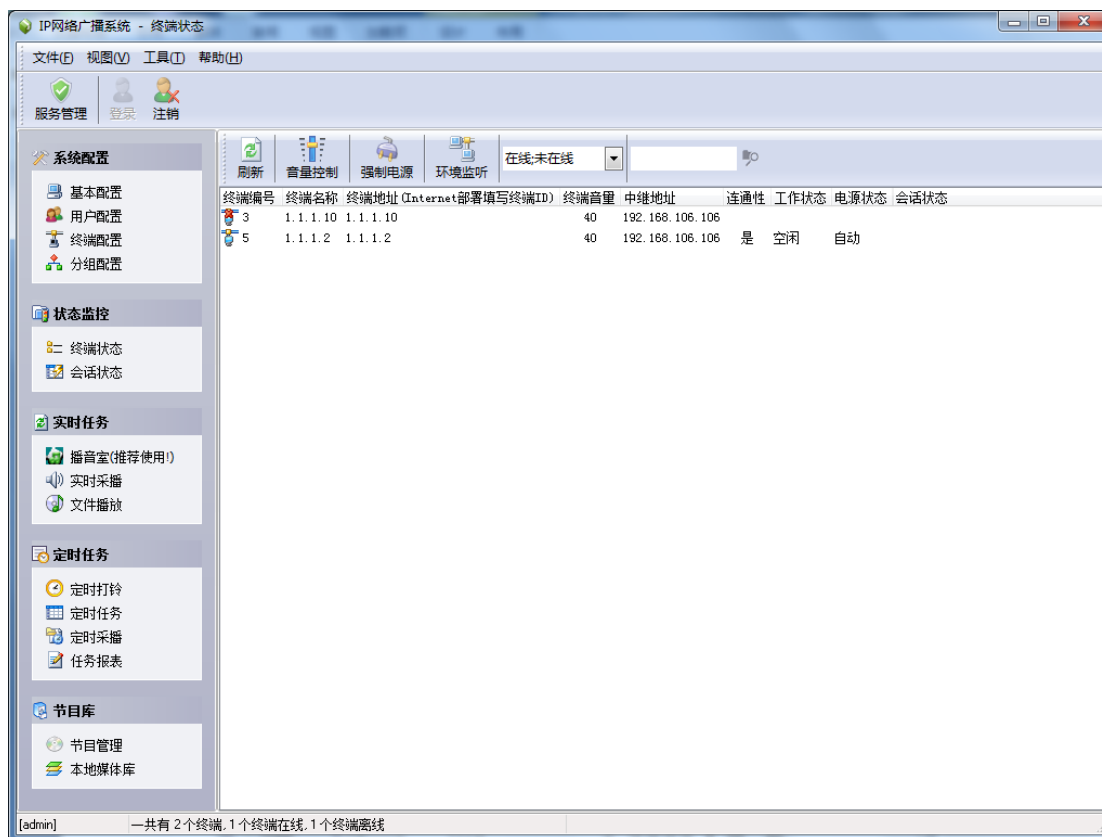 IP网络广播系统 - 终端状态
文件(F) 视图(V) 工具(T) 帮助(H)
服务管理 登录 注销
系统配置
基本配置
用户配置
终端配置
分组配置
状态监控
终端状态
会话状态
实时任务
播音室(推荐使用!)
实时采播
文件播放
定时任务
定时打铃
定时任务
定时采播
任务报表
节目库
节目管理
本地媒体库
刷新 音量控制 强制电源 环境监听 在线;未在线
终端编号 终端名称 终端地址(Internet部署填写终端ID) 终端音量 中继地址 连通性 工作状态 电源状态 会话状态
3 1.1.1.10 1.1.1.10 40 192.168.106.106
5 1.1.1.2 1.1.1.2 40 192.168.106.106 是 空闲 自动
[admin] 一共有 2 个终端, 1 个终端在线, 1 个终端离线